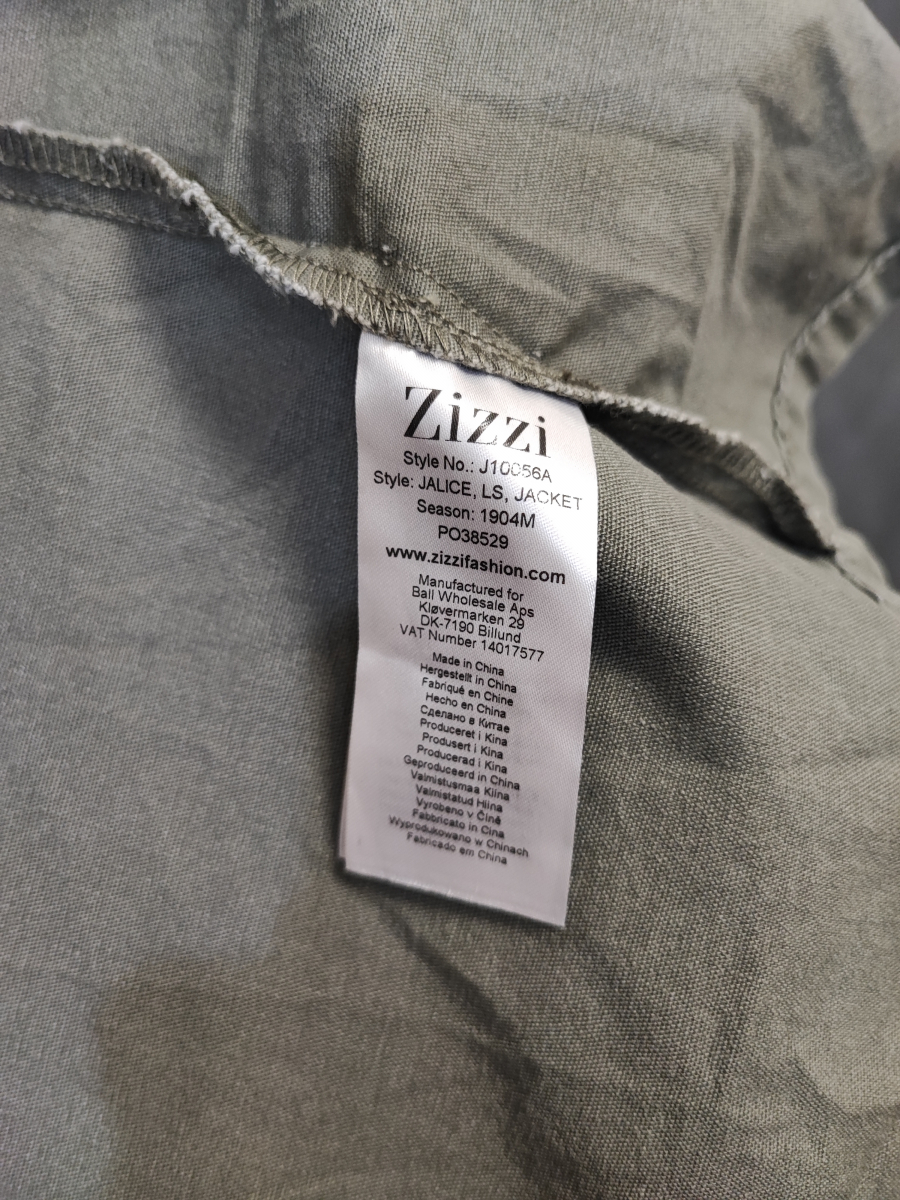 Zizzi
Style No.: J10056A
Style: JALICE, LS, JACKET
Season: 1904M
PO38529
www.zizzifashion.com
Manufactured for
Ball Wholesale Aps
Kløvermarken 29
DK-7190 Billund
VAT Number 14017577
Made in China
Hergestellt in China
Fabriqué en Chine
Hecho en China
Сделано в Китае
Produceret i Kina
Produsert i Kina
Producerad i Kina
Geproduceerd in China
Valmistusmaa Kiina
Valmistatud Hiina
Vyrobeno v Číně
Fabbricato in Cina
Wyprodukowano w Chinach
Fabricado em China